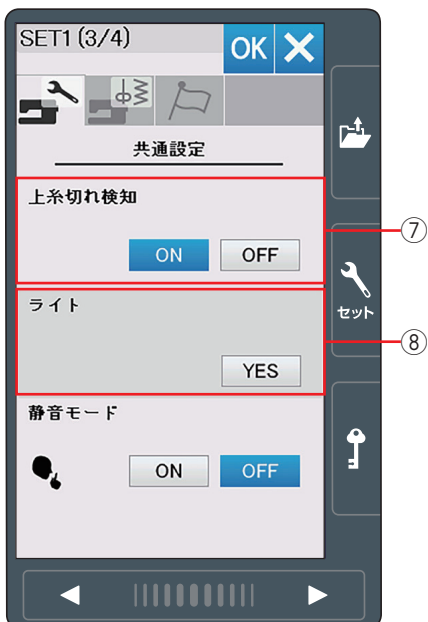 SET1 (3/4)
OK
共通設定
上糸切れ検知
ON OFF
⑦
ライト
セット
⑧
YES
静音モード
ON OFF